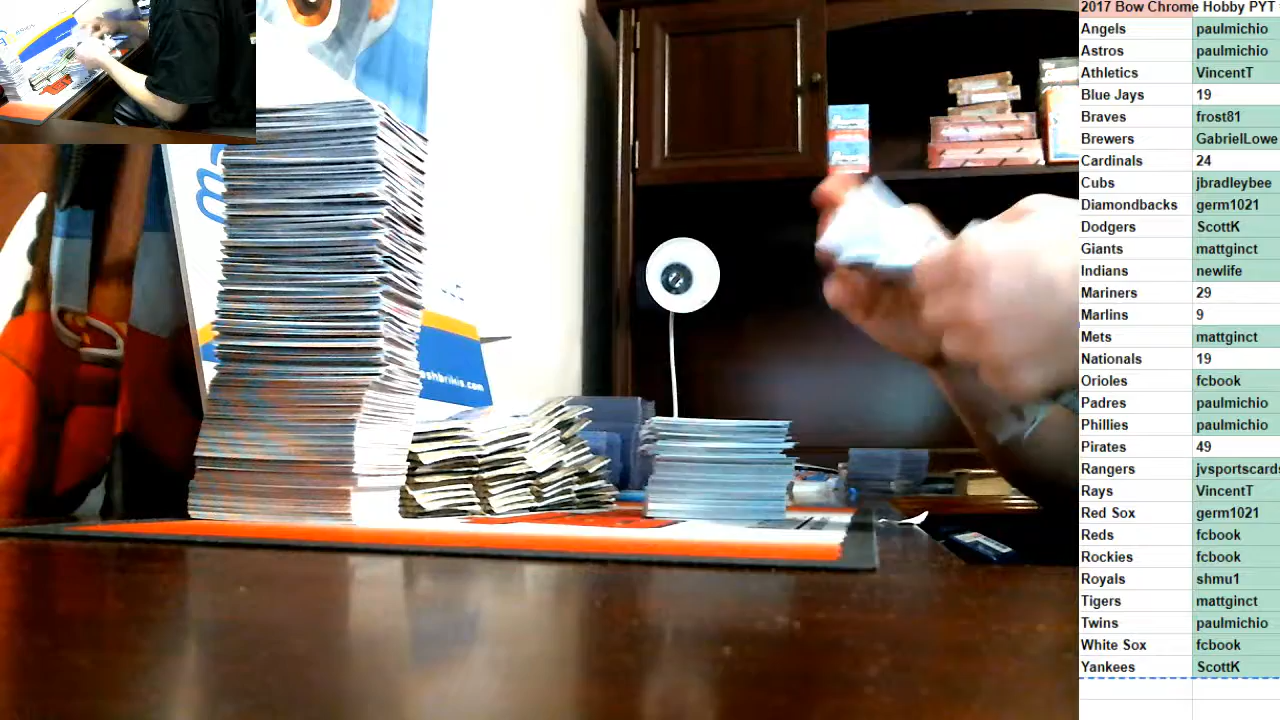 2017 Bow Chrome Hobby PYT
Angels paulmichio
Astros paulmichio
Athletics VincentT
Blue Jays 19
Braves frost81
Brewers GabrielLowe
Cardinals 24
Cubs jbradleybee
Diamondbacks germ1021
Dodgers ScottK
Giants mattginct
Indians newlife
Mariners 29
Marlins 9
Mets mattginct
Nationals 19
Orioles fcbook
Padres paulmichio
Phillies paulmichio
Pirates 49
Rangers jvsportscards
Rays VincentT
Red Sox germ1021
Reds fcbook
Rockies fcbook
Royals shmu1
Tigers mattginct
Twins paulmichio
White Sox fcbook
Yankees ScottK